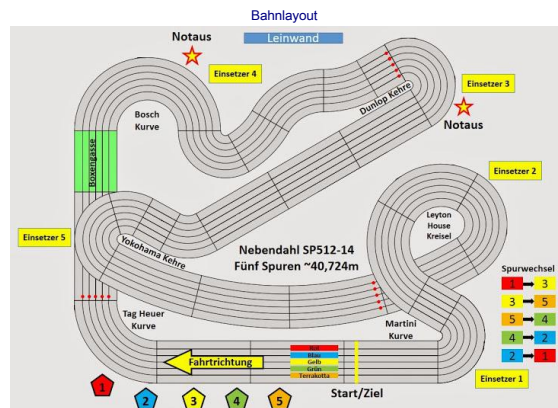 Bahnlayout
Notaus
Leinwand
Einsetzer 4
Einsetzer 3
Dunlop Kehre
Notaus
Bosch
Kurve
Boxengasse
Einsetzer 2
Leyton
House
Kreisel
Einsetzer 5
Yokohama Kehre
Nebendahl SP512-14
Fünf Spuren ~40,724m
Spurwechsel
1 3
3 5
5 4
4 2
2 1
Tag Heuer
Kurve
Martini
Kurve
Fahrtrichtung
Rot
Blau
Gelb
Grün
Terrakotta
Start/Ziel
Einsetzer 1
1 2 3 4 5